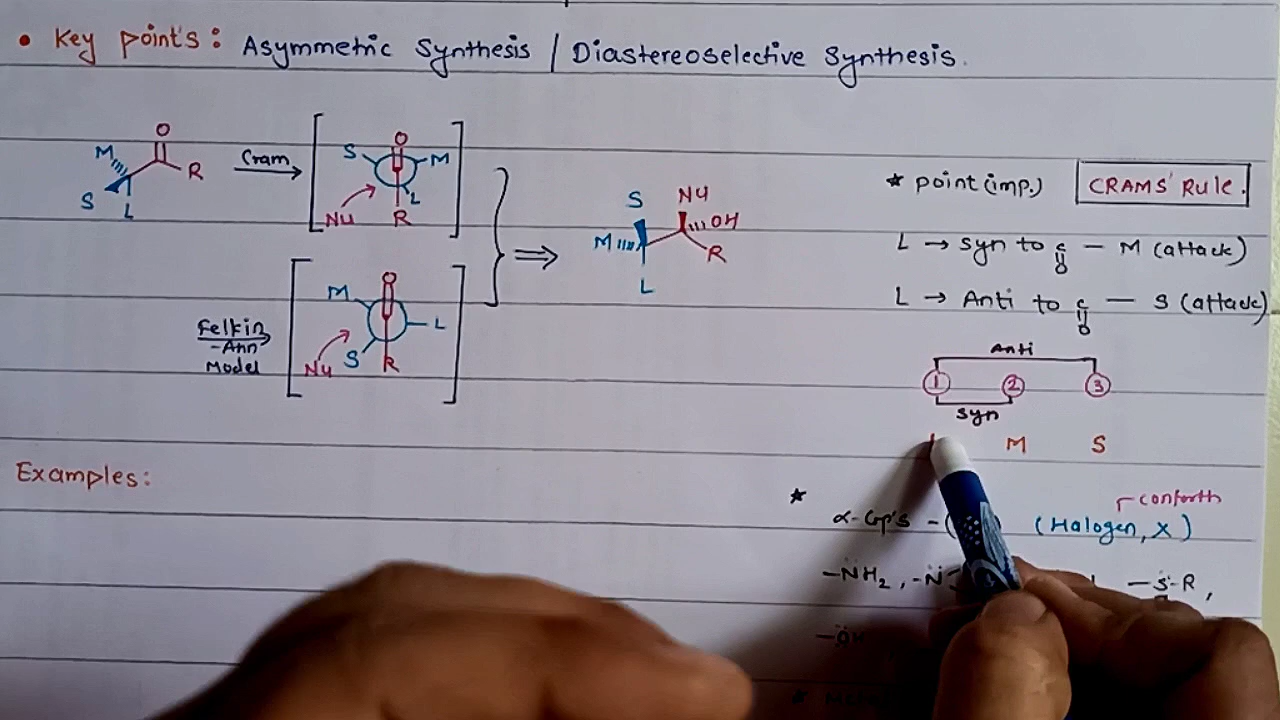 • Key points: Asymmetric Synthesis / Diastereoselective Synthesis.
O
M
R
S
L
Cram
O
S
M
L
Nu
R
S
Nu
M
OH
R
L
Felkin
-Ann
Model
O
M
L
S
Nu
R
* point (imp.)
CRAMS' Rule.
L → syn to C=O — M (attack)
L → Anti to C=O — S (attack)
Anti
1 2 3
syn
M S
Examples:
* conforth
α-Gp's - (Halogen, X)
-NH2, -N -S-R,
-OH
*